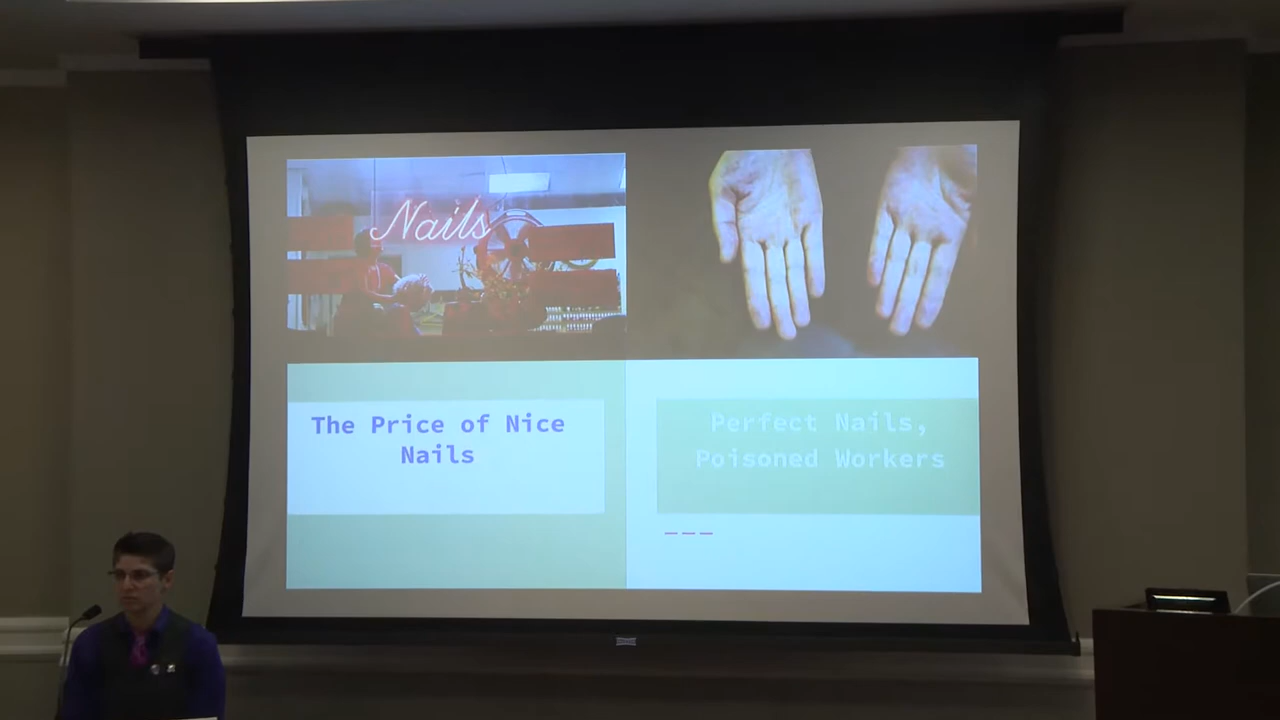 Nails
The Price of Nice
Nails
Perfect Nails,
Poisoned Workers